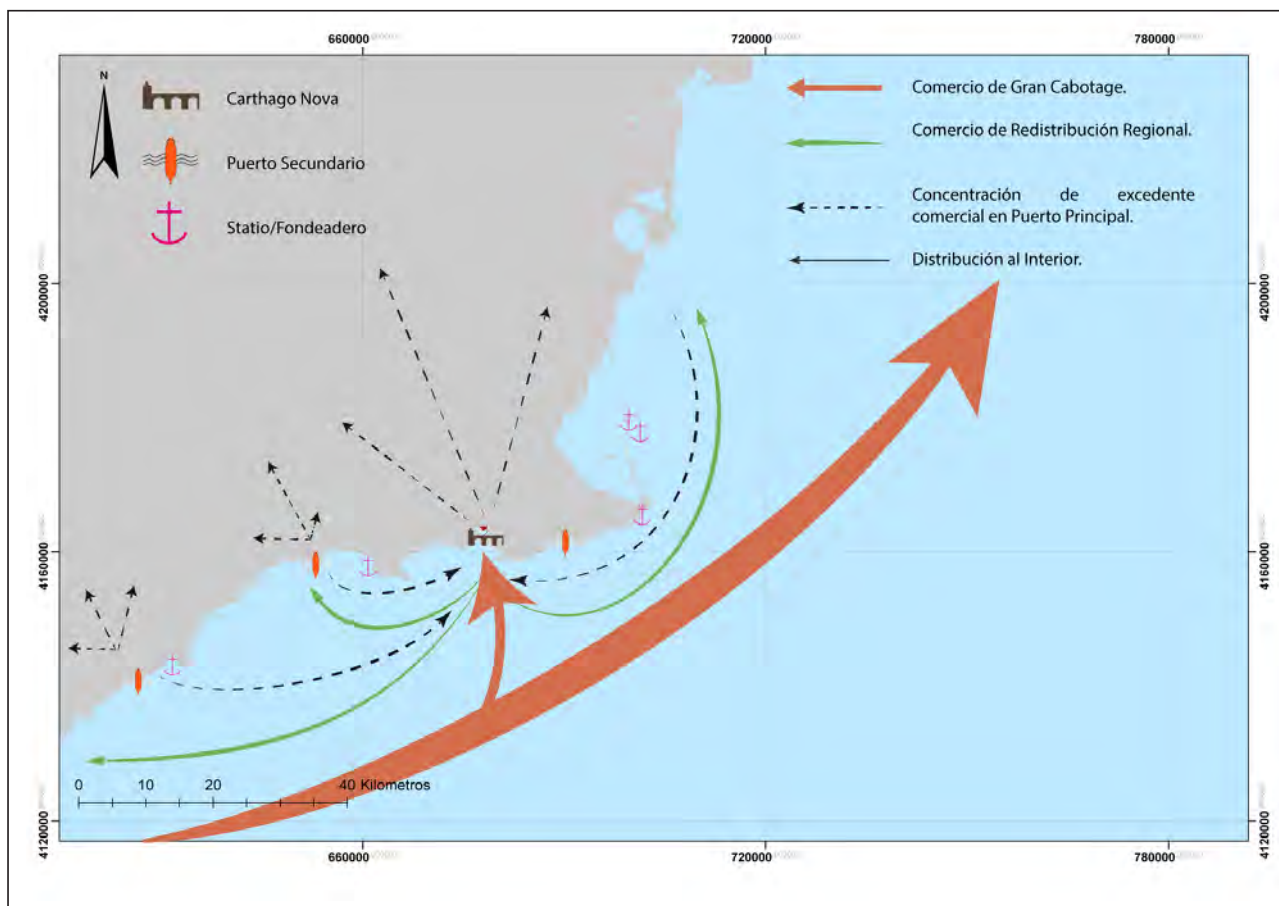 660000
720000
780000
N
Carthago Nova
Puerto Secundario
Statio/Fondeadero
Comercio de Gran Cabotage.
Comercio de Redistribución Regional.
Concentración de excedente
comercial en Puerto Principal.
Distribución al Interior.
4200000
4200000
4160000
4160000
0 10 20 40 Kilometros
4120000
4120000
660000
720000
780000